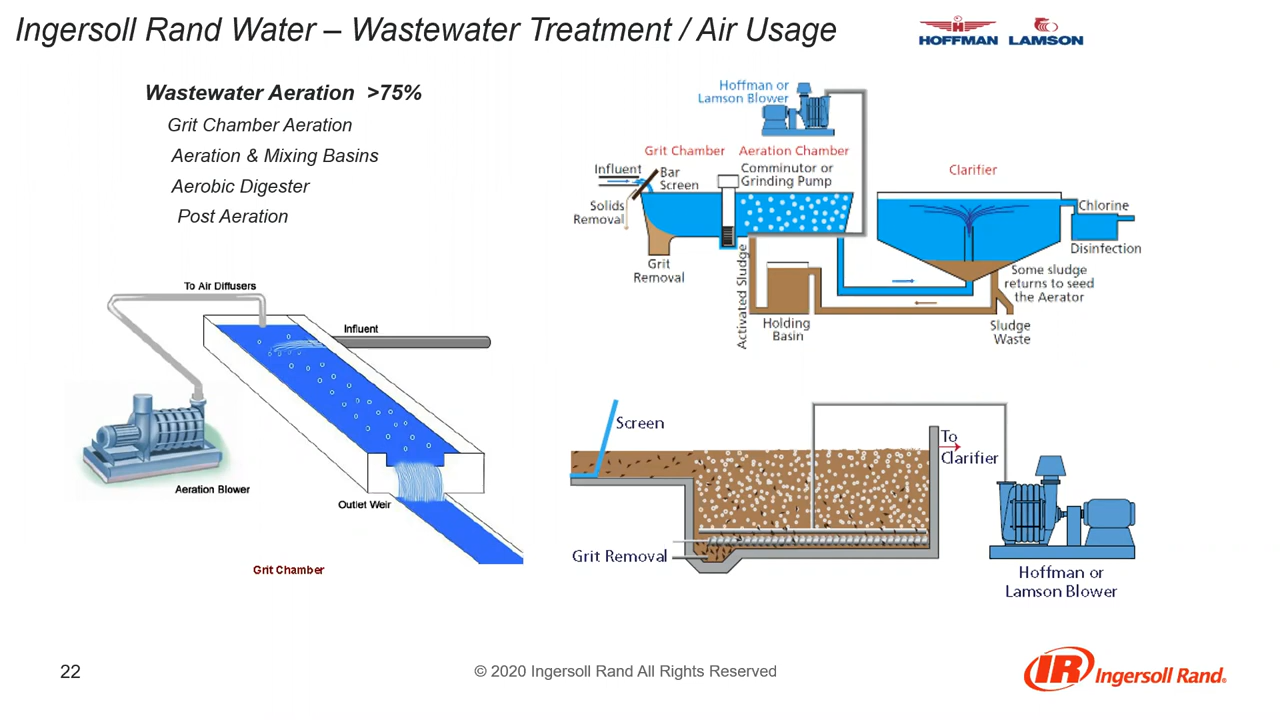 Ingersoll Rand Water – Wastewater Treatment / Air Usage
HOFFMAN LAMSON
Wastewater Aeration >75%
Grit Chamber Aeration
Aeration & Mixing Basins
Aerobic Digester
Post Aeration
Hoffman or
Lamson Blower
Grit Chamber
Aeration Chamber
Clarifier
Influent
Bar
Screen
Comminutor or
Grinding Pump
Solids
Removal
Chlorine
Disinfection
Grit
Removal
Activated Sludge
Holding
Basin
Some sludge
returns to seed
the Aerator
Sludge
Waste
To Air Diffusers
Influent
Aeration Blower
Outlet Weir
Grit Chamber
Screen
To
Clarifier
Grit Removal
Hoffman or
Lamson Blower
22
© 2020 Ingersoll Rand All Rights Reserved
IR Ingersoll Rand®